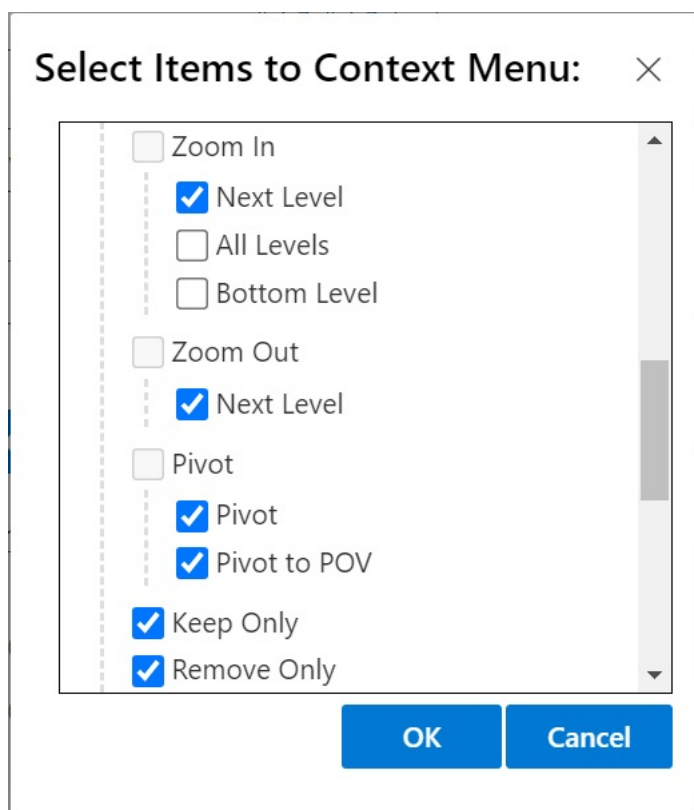 Select Items to Context Menu:
Zoom In
Next Level
All Levels
Bottom Level
Zoom Out
Next Level
Pivot
Pivot
Pivot to POV
Keep Only
Remove Only
OK Cancel